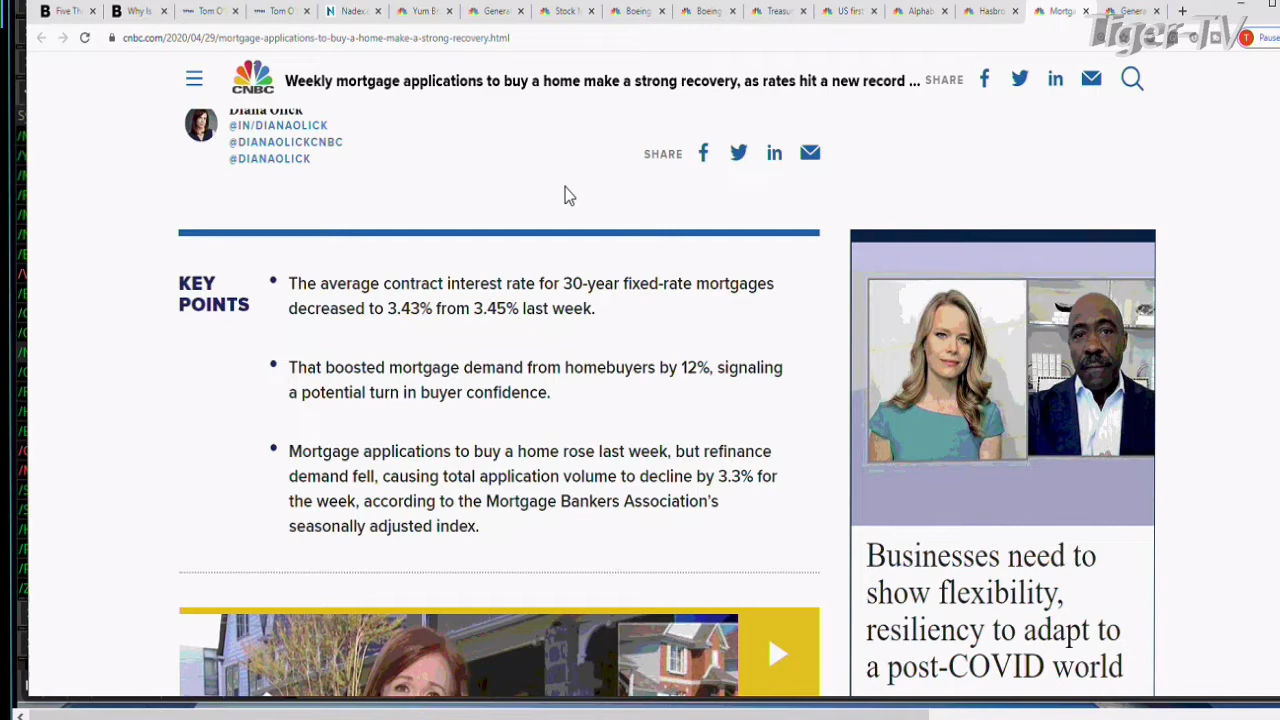 Five Th
Why Is
Tom O
Tom O
Nadex
Yum Br
Genera
Stock M
Boeing
Boeing
Treasur
US first
Alphab
Hasbro
Mortga
Genera
Tiger-TV
cnbc.com/2020/04/29/mortgage-applications-to-buy-a-home-make-a-strong-recovery.html
T
Pause
CNBC
Weekly mortgage applications to buy a home make a strong recovery, as rates hit a new record ...
SHARE
Diana Olick
@IN/DIANAOLICK
@DIANAOLICKCNBC
@DIANAOLICK
SHARE
KEY
POINTS
The average contract interest rate for 30-year fixed-rate mortgages
decreased to 3.43% from 3.45% last week.
That boosted mortgage demand from homebuyers by 12%, signaling
a potential turn in buyer confidence.
Mortgage applications to buy a home rose last week, but refinance
demand fell, causing total application volume to decline by 3.3% for
the week, according to the Mortgage Bankers Association's
seasonally adjusted index.
Businesses need to
show flexibility,
resiliency to adapt to
a post-COVID world